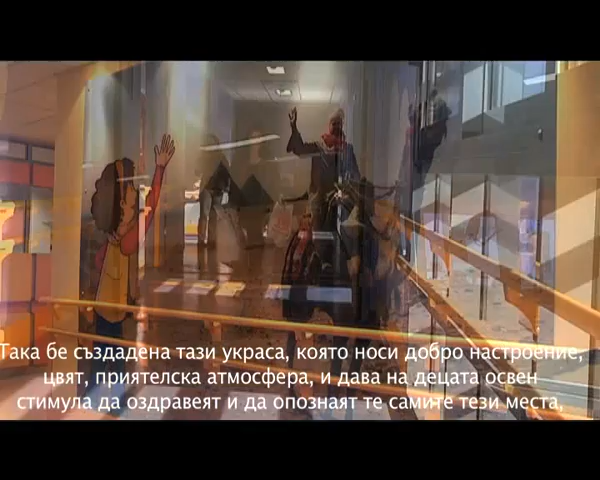 Така бе създадена тази украса, която носи добро настроение,
цвят, приятелска атмосфера, и дава на децата освен
стимула да оздравеят и да опознаят те самите тези места,